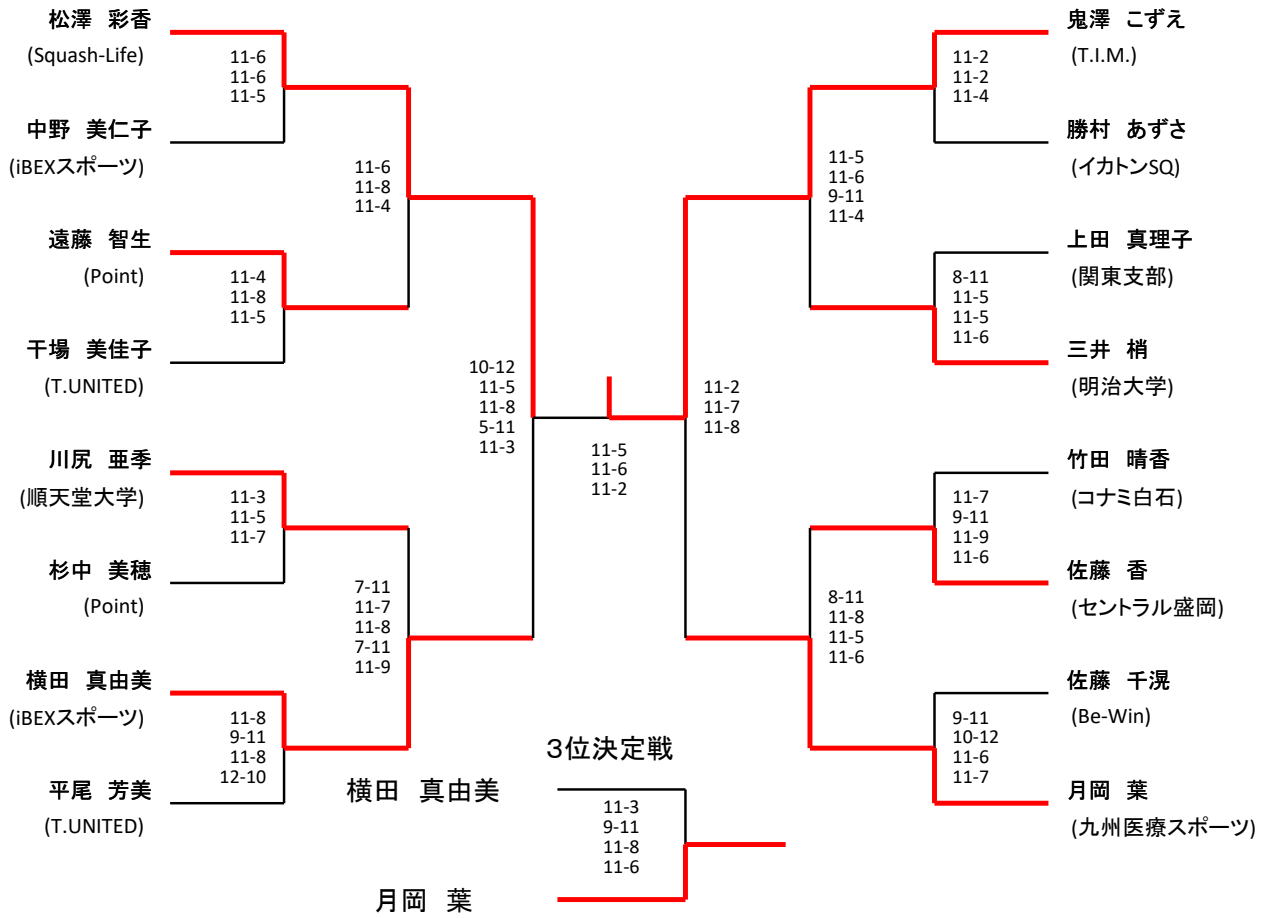 松澤　彩香
(Squash-Life)
11-6
11-6
11-5
中野　美仁子
(iBEXスポーツ)
11-6
11-8
11-4
遠藤　智生
(Point)
11-4
11-8
11-5
干場　美佳子
(T.UNITED)
10-12
11-5
11-8
5-11
11-3
川尻　亜季
(順天堂大学)
11-3
11-5
11-7
杉中　美穂
(Point)
7-11
11-7
11-8
7-11
11-9
横田　真由美
(iBEXスポーツ)
11-8
9-11
11-8
12-10
平尾　芳美
(T.UNITED)
11-5
11-6
11-2
鬼澤　こずえ
(T.I.M.)
11-2
11-2
11-4
勝村　あずさ
(イカトンSQ)
11-5
11-6
9-11
11-4
上田　真理子
(関東支部)
8-11
11-5
11-5
11-6
三井　梢
(明治大学)
11-2
11-7
11-8
竹田　晴香
(コナミ白石)
11-7
9-11
11-9
11-6
佐藤　香
(セントラル盛岡)
8-11
11-8
11-5
11-6
佐藤　千滉
(Be-Win)
9-11
10-12
11-6
11-7
月岡　葉
(九州医療スポーツ)
3位決定戦
横田　真由美
11-3
9-11
11-8
11-6
月岡　葉